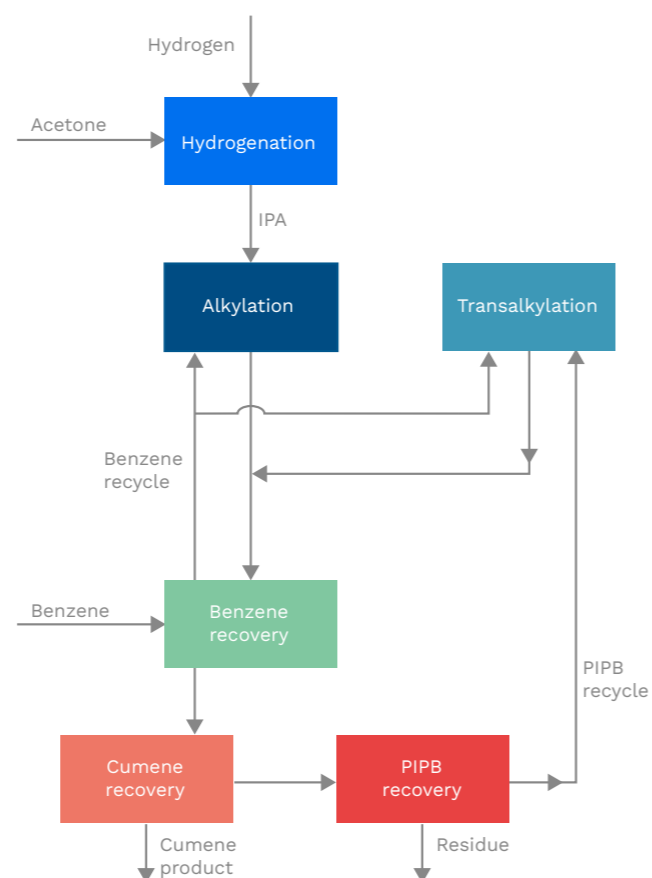 Hydrogen
Acetone
Hydrogenation
IPA
Alkylation
Transalkylation
Benzene
recycle
Benzene
Benzene
recovery
PIPB
recycle
Cumene
recovery
PIPB
recovery
Cumene
product
Residue